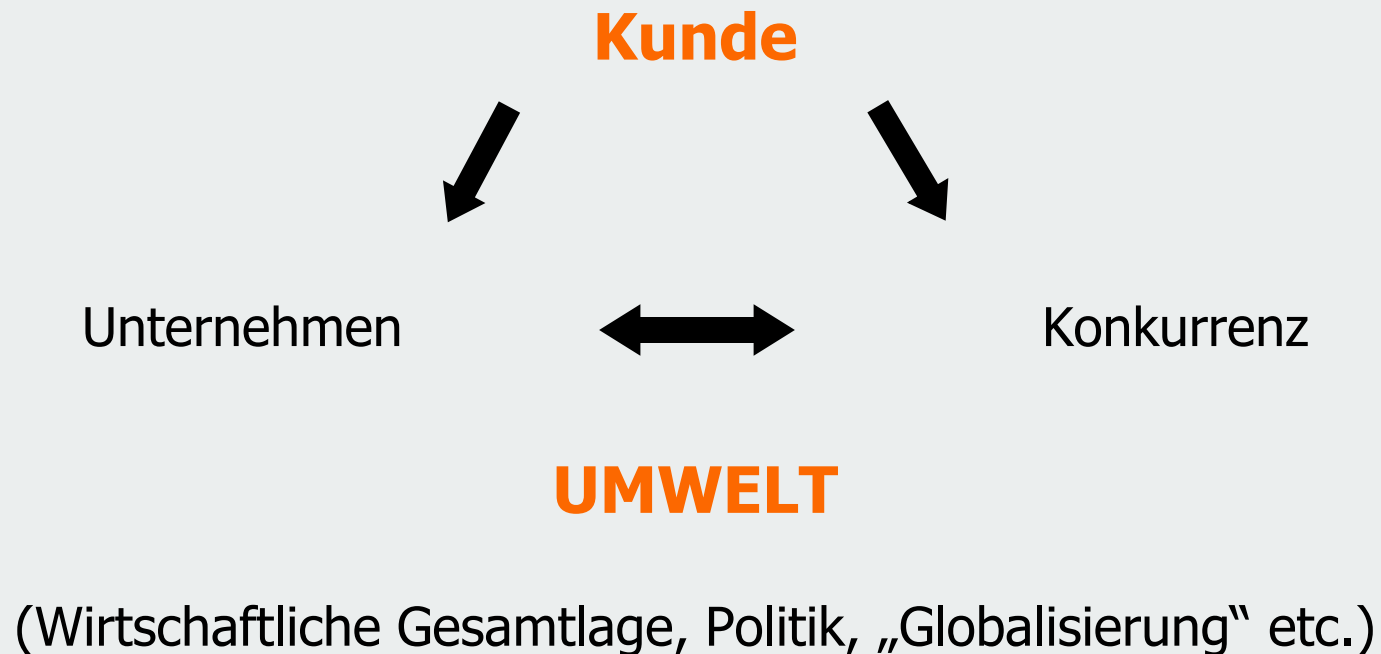 Kunde
Unternehmen
Konkurrenz
UMWELT
(Wirtschaftliche Gesamtlage, Politik, „Globalisierung“ etc.)